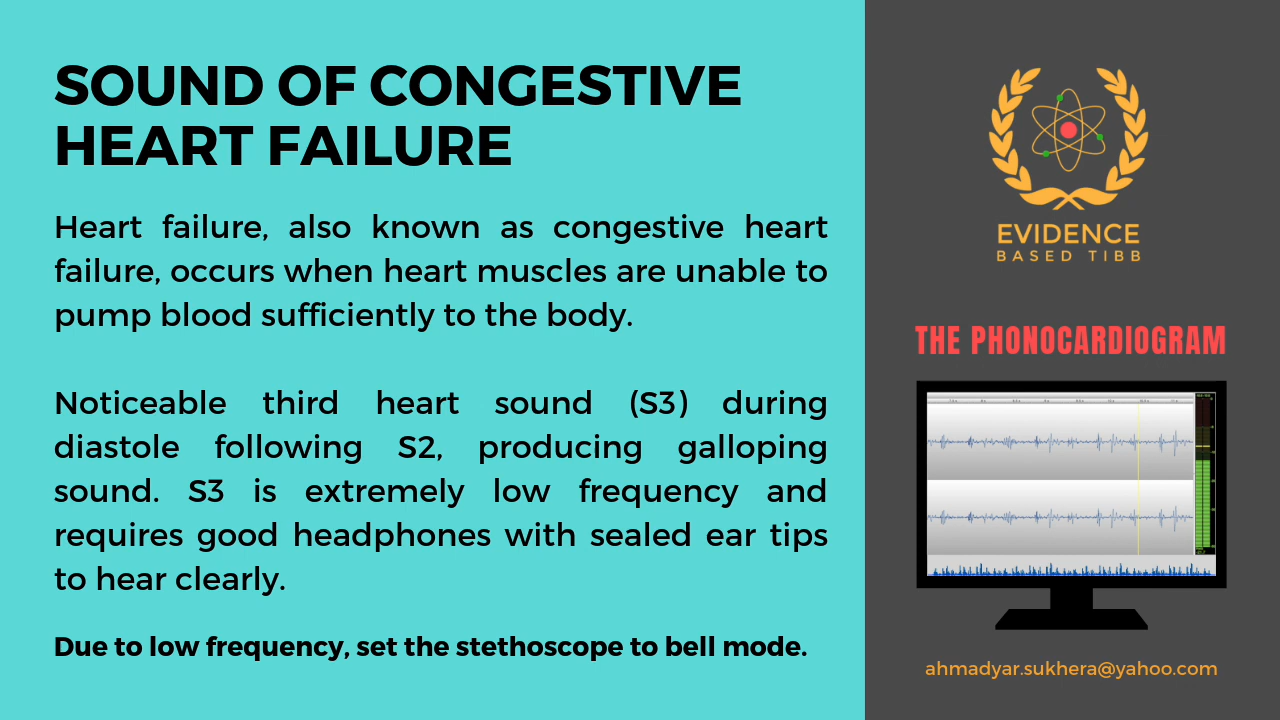 SOUND OF CONGESTIVE
HEART FAILURE
Heart failure, also known as congestive heart
failure, occurs when heart muscles are unable to
pump blood sufficiently to the body.
Noticeable third heart sound (S3) during
diastole following S2, producing galloping
sound. S3 is extremely low frequency and
requires good headphones with sealed ear tips
to hear clearly.
Due to low frequency, set the stethoscope to bell mode.
EVIDENCE
BASED TIBB
THE PHONOCARDIOGRAM
ahmadyar.sukhera@yahoo.com